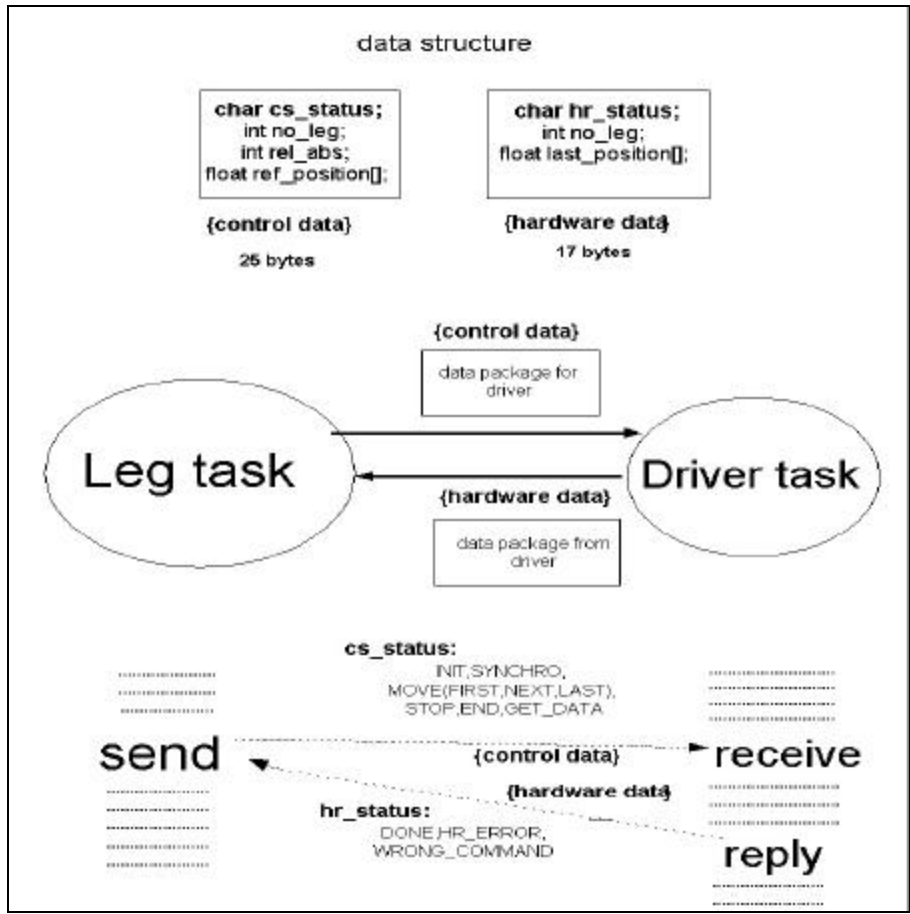 data structure
char cs_status;
int no_leg;
int rel_abs;
float ref_position[];
{control data}
25 bytes
char hr_status;
int no_leg;
float last_position[];
{hardware data}
17 bytes
{control data}
data package for
driver
Leg task
Driver task
{hardware data}
data package from
driver
cs_status:
INIT,SYNCHRO,
MOVE(FIRST,NEXT,LAST),
STOP,END,GET_DATA
send
receive
{control data}
{hardware data}
hr_status:
DONE,HR_ERROR,
WRONG_COMMAND
reply